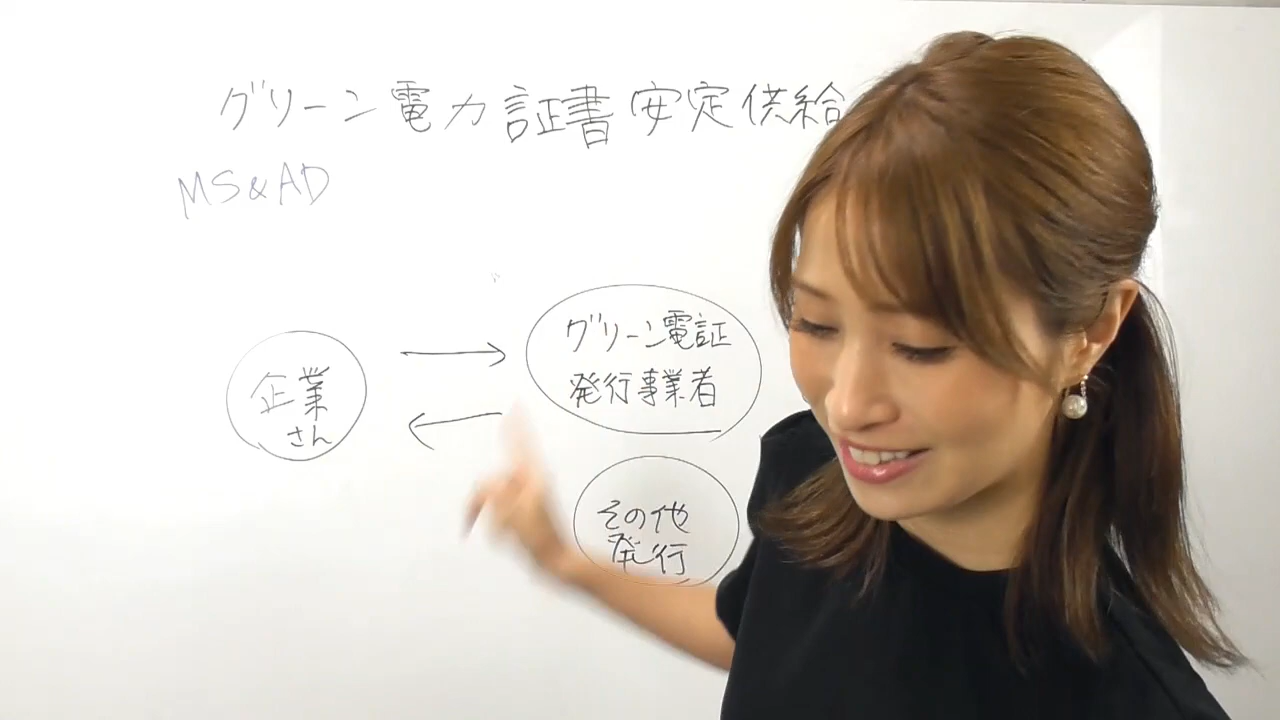 グリーン電力証書安定供給
MS&AD
企業
さん
グリーン電証
発行事業者
その他
発行